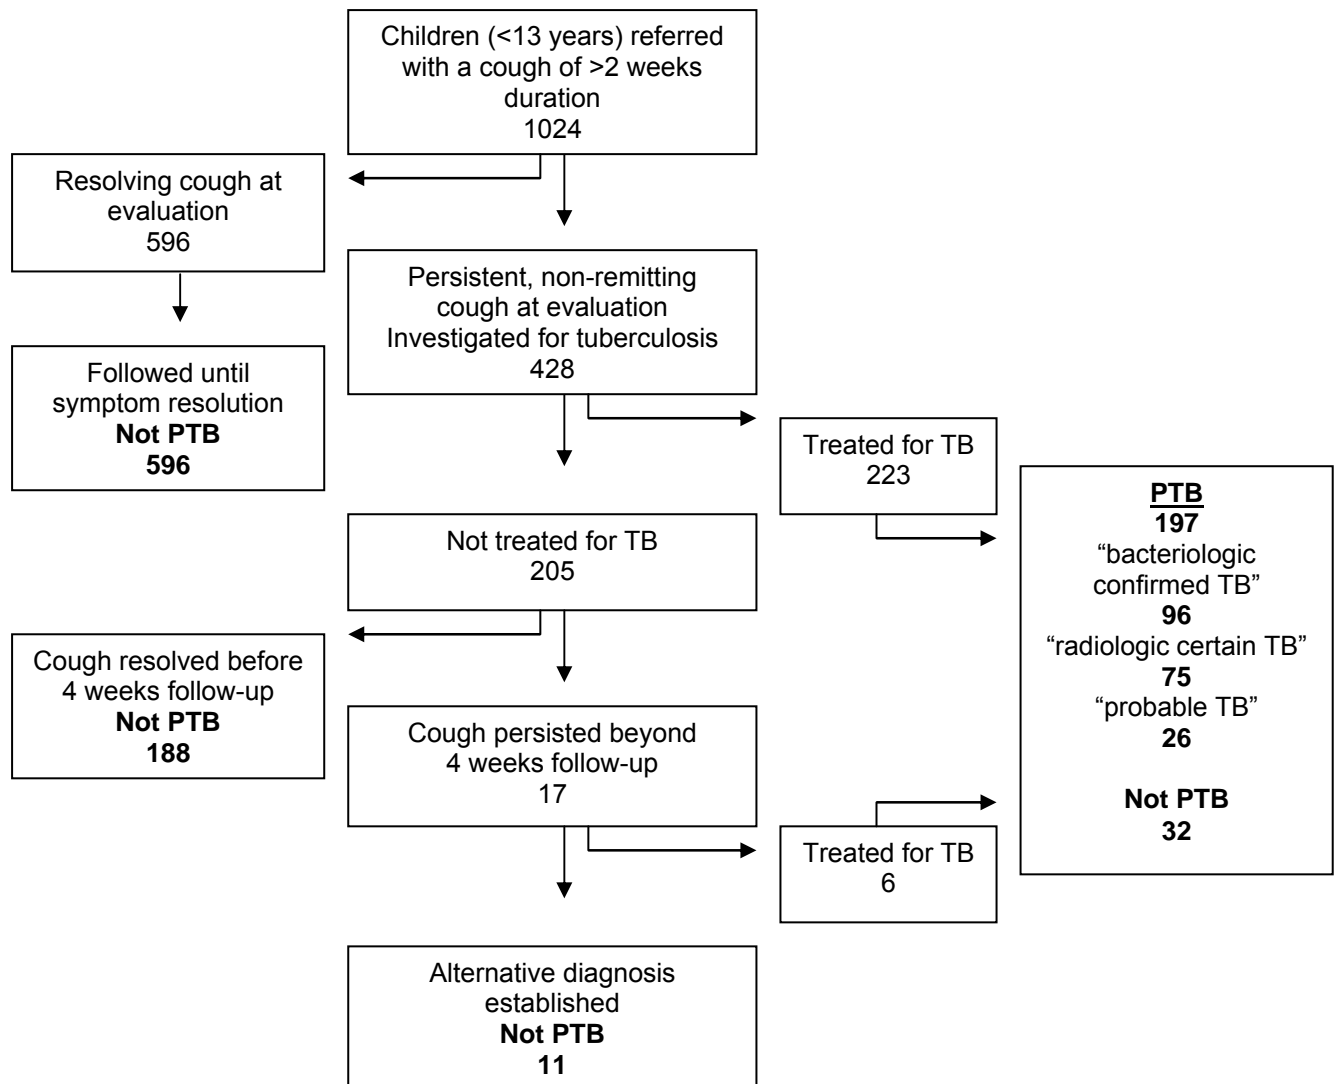 Children (<13 years) referred
with a cough of >2 weeks
duration
1024
Resolving cough at
evaluation
596
Persistent, non-remitting
cough at evaluation
Investigated for tuberculosis
428
Followed until
symptom resolution
Not PTB
596
Treated for TB
223
PTB
197
“bacteriologic
confirmed TB”
96
“radiologic certain TB”
75
“probable TB”
26
Not PTB
32
Not treated for TB
205
Cough resolved before
4 weeks follow-up
Not PTB
188
Cough persisted beyond
4 weeks follow-up
17
Treated for TB
6
Alternative diagnosis
established
Not PTB
11